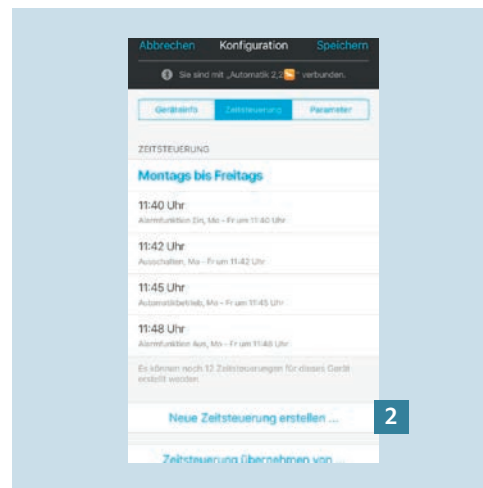 Abbrechen Konfiguration Speichern
Sie sind mit „Automatik 2,2 " verbunden.
Geräteinfo Zeitsteuerung Parameter
ZEITSTEUERUNG
Montags bis Freitags
11:40 Uhr
Alarmfunktion Ein, Mo - Fr um 11:40 Uhr
11:42 Uhr
Ausschalten, Mo - Fr um 11:42 Uhr
11:45 Uhr
Automatikbetrieb, Mo - Fr um 11:45 Uhr
11:48 Uhr
Alarmfunktion Aus, Mo - Fr um 11:48 Uhr
Es können noch 12 Zeitsteuerungen für dieses Gerät
erstellt werden
Neue Zeitsteuerung erstellen ...
2
Zeitsteuerung übernehmen von ...